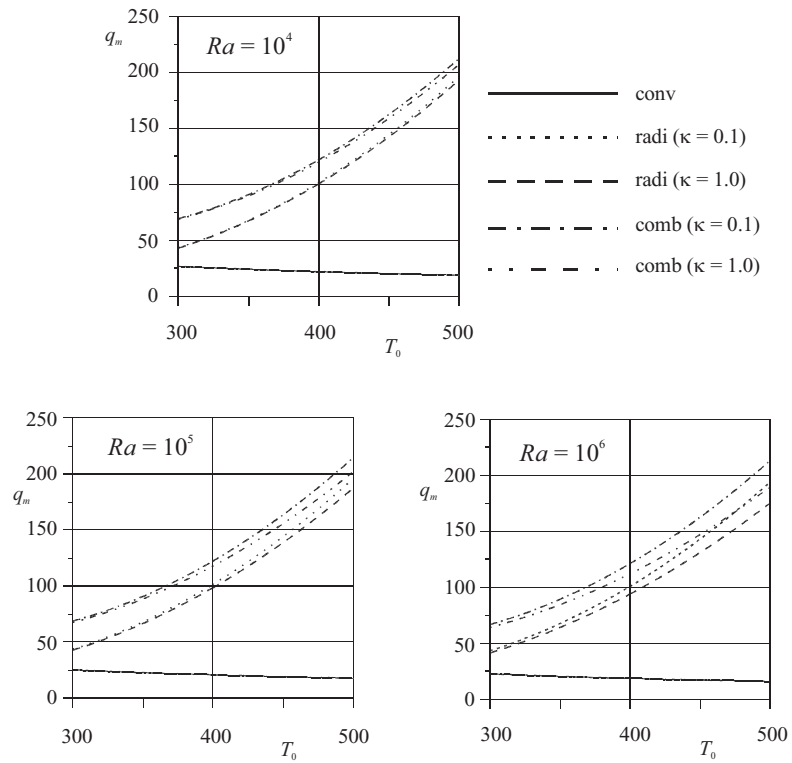 250
q_m
Ra = 10^4
200
150
100
50
0
300 400 500
T_0
conv
radi (κ = 0.1)
radi (κ = 1.0)
comb (κ = 0.1)
comb (κ = 1.0)
250
Ra = 10^5
200
q_m
150
100
50
0
300 400 500
T_0
250
Ra = 10^6
200
q_m
150
100
50
0
300 400 500
T_0